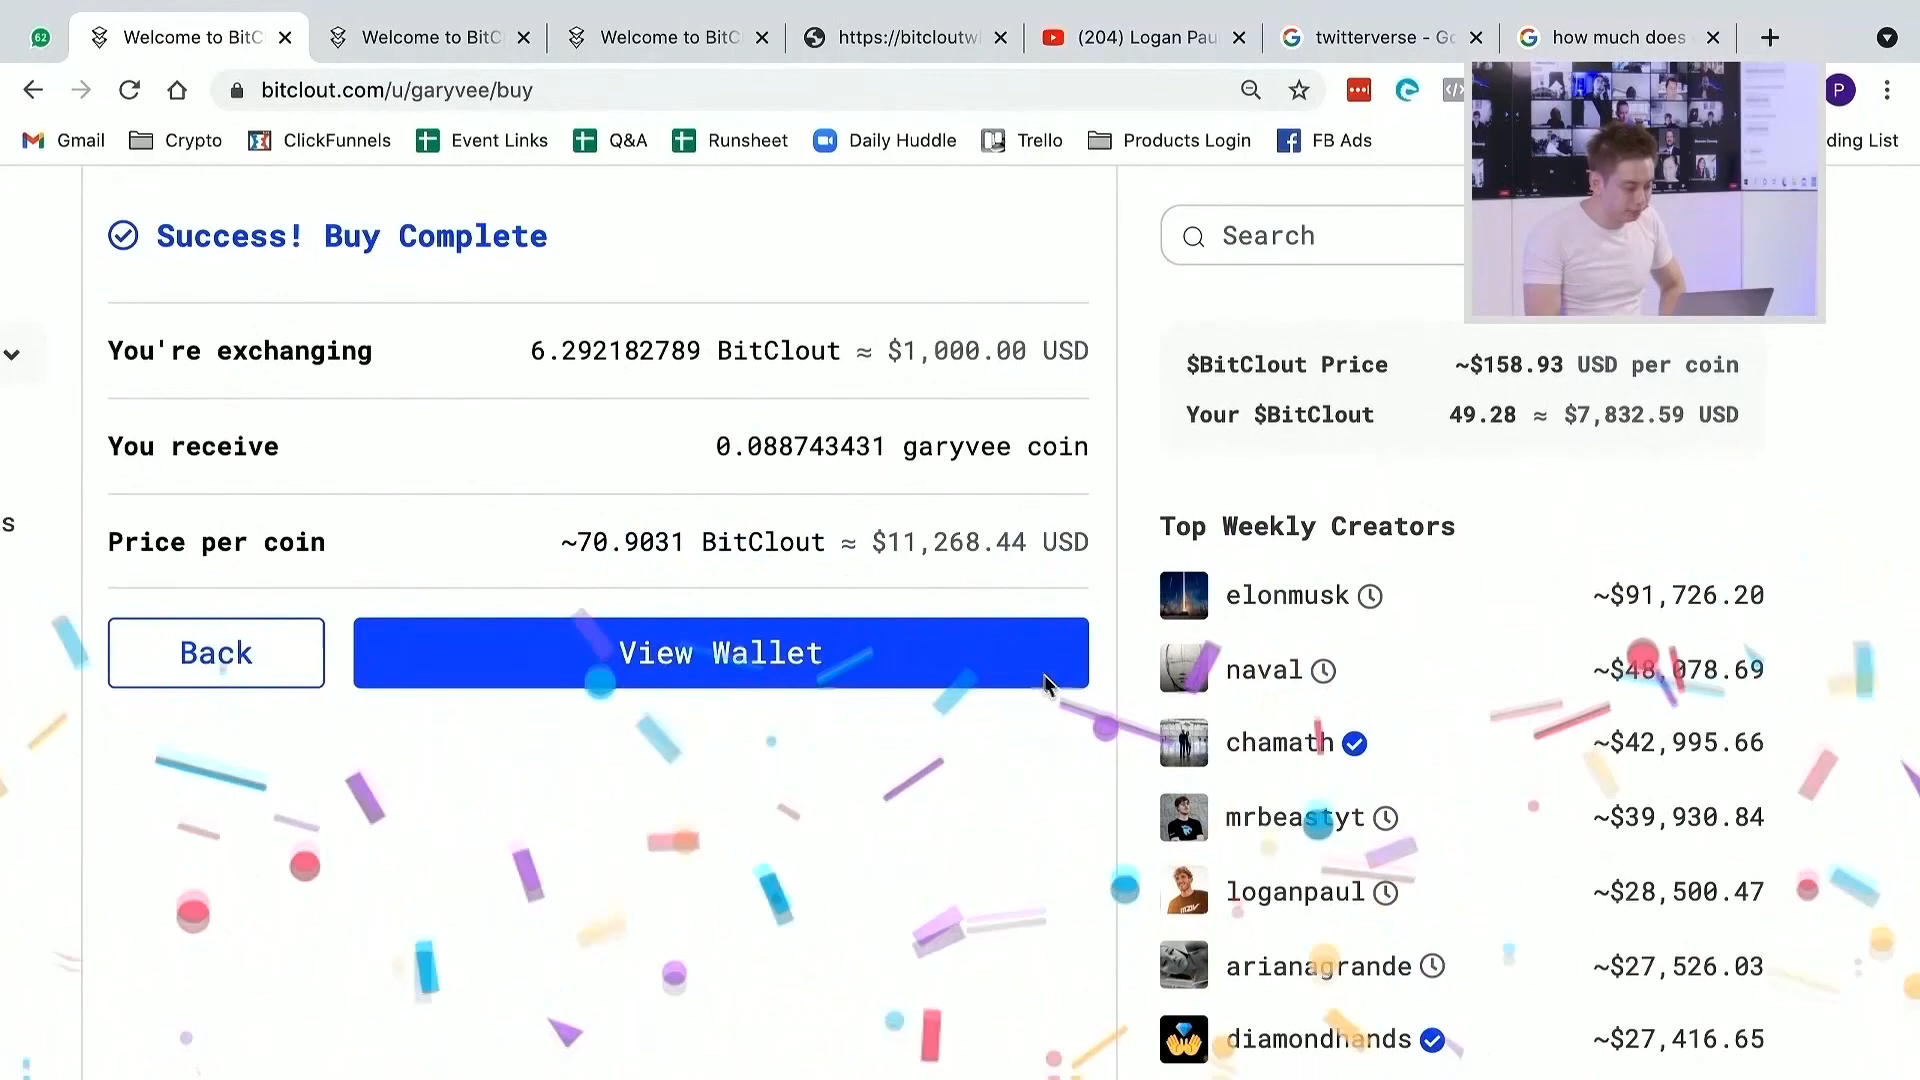 62
Welcome to BitC
Welcome to BitC
Welcome to BitC
https://bitcloutw
(204) Logan Pau
twitterverse - Go
how much does
bitclout.com/u/garyvee/buy
P
Gmail
Crypto
ClickFunnels
Event Links
Q&A
Runsheet
Daily Huddle
Trello
Products Login
FB Ads
ding List
Success! Buy Complete
Search
You're exchanging 6.292182789 BitClout ≈ $1,000.00 USD
You receive 0.088743431 garyvee coin
Price per coin ~70.9031 BitClout ≈ $11,268.44 USD
Back
View Wallet
s
$BitClout Price ~$158.93 USD per coin
Your $BitClout 49.28 ≈ $7,832.59 USD
Top Weekly Creators
elonmusk ~$91,726.20
naval ~$48,078.69
chamath ~$42,995.66
mrbeastyt ~$39,930.84
loganpaul ~$28,500.47
arianagrande ~$27,526.03
diamondhands ~$27,416.65